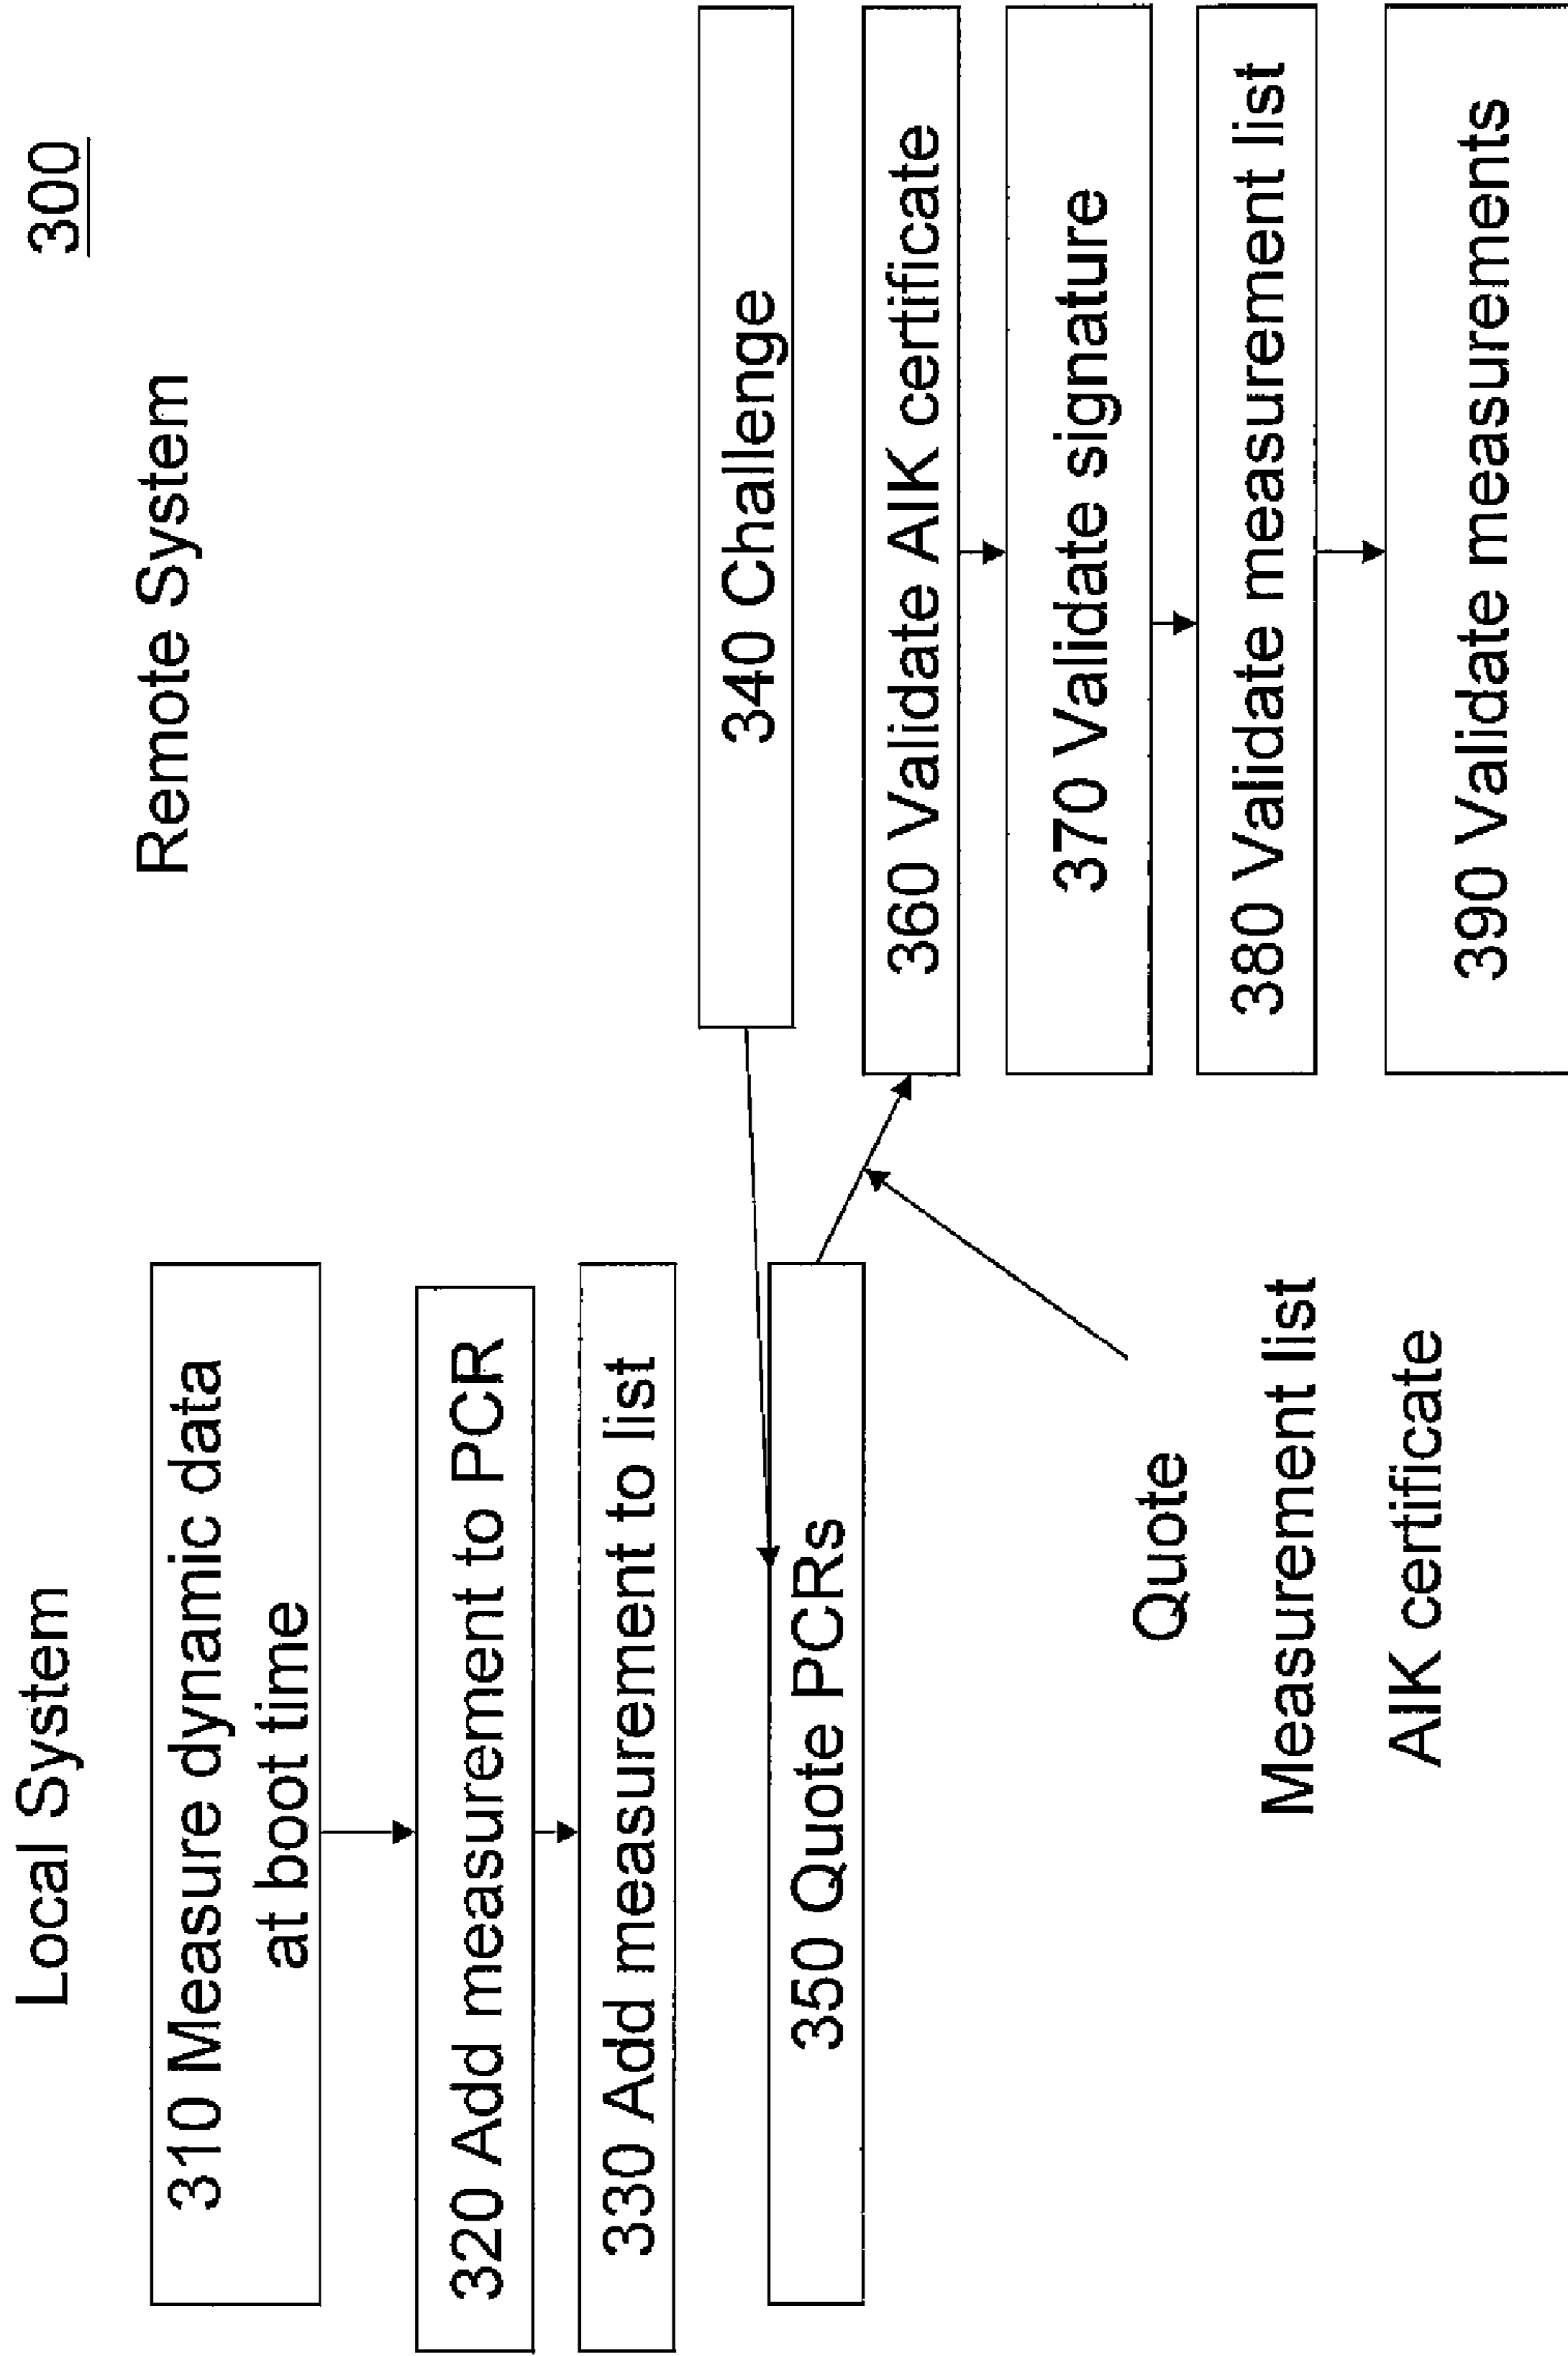 300
Local System
Remote System
310 Measure dynamic data
at boot time
320 Add measurement to PCR
330 Add measurement to list
340 Challenge
350 Quote PCRs
360 Validate AIK certificate
370 Validate signature
380 Validate measurement list
390 Validate measurements
Quote
Measurement list
AIK certificate